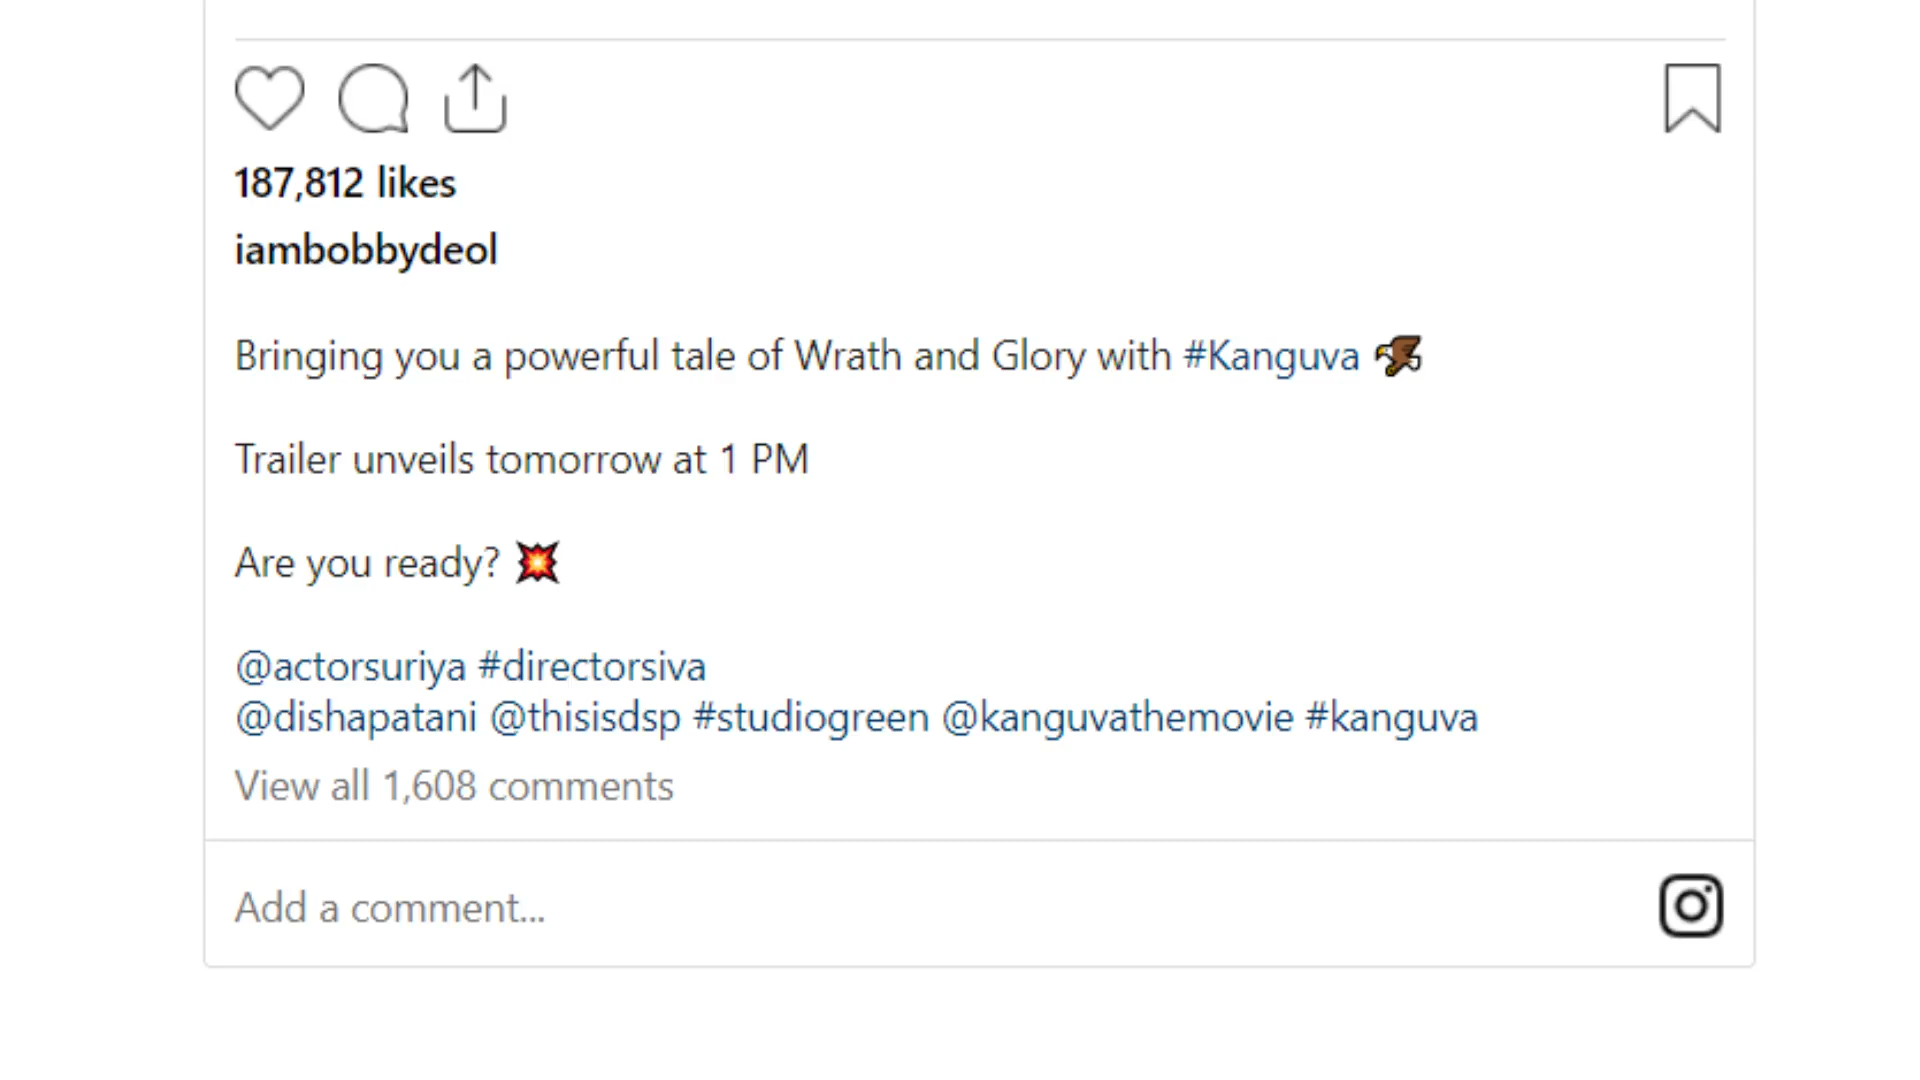 187,812 likes
iambobbydeol
Bringing you a powerful tale of Wrath and Glory with #Kanguva 🦅
Trailer unveils tomorrow at 1 PM
Are you ready? 💥
@actorsuriya #directorsiva
@dishapatani @thisisdsp #studiogreen @kanguvathemovie #kanguva
View all 1,608 comments
Add a comment...